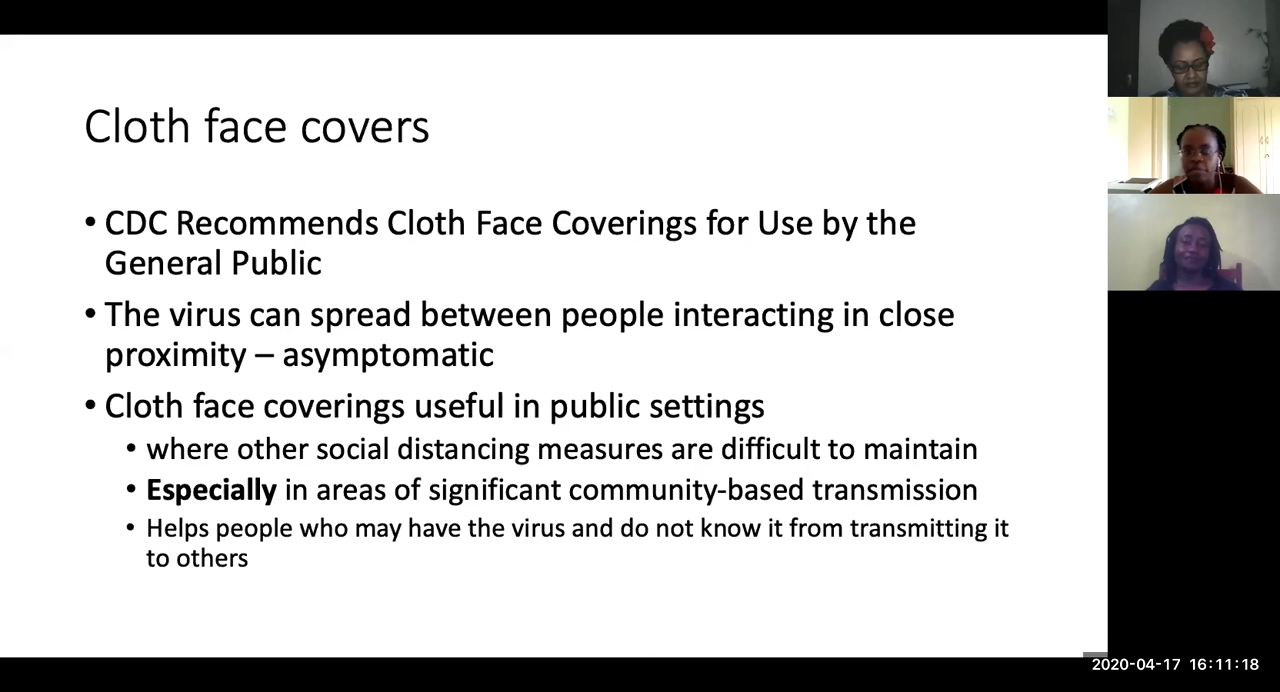 Cloth face covers
• CDC Recommends Cloth Face Coverings for Use by the
General Public
• The virus can spread between people interacting in close
proximity – asymptomatic
• Cloth face coverings useful in public settings
• where other social distancing measures are difficult to maintain
• Especially in areas of significant community-based transmission
• Helps people who may have the virus and do not know it from transmitting it
to others
2020-04-17 16:11:18